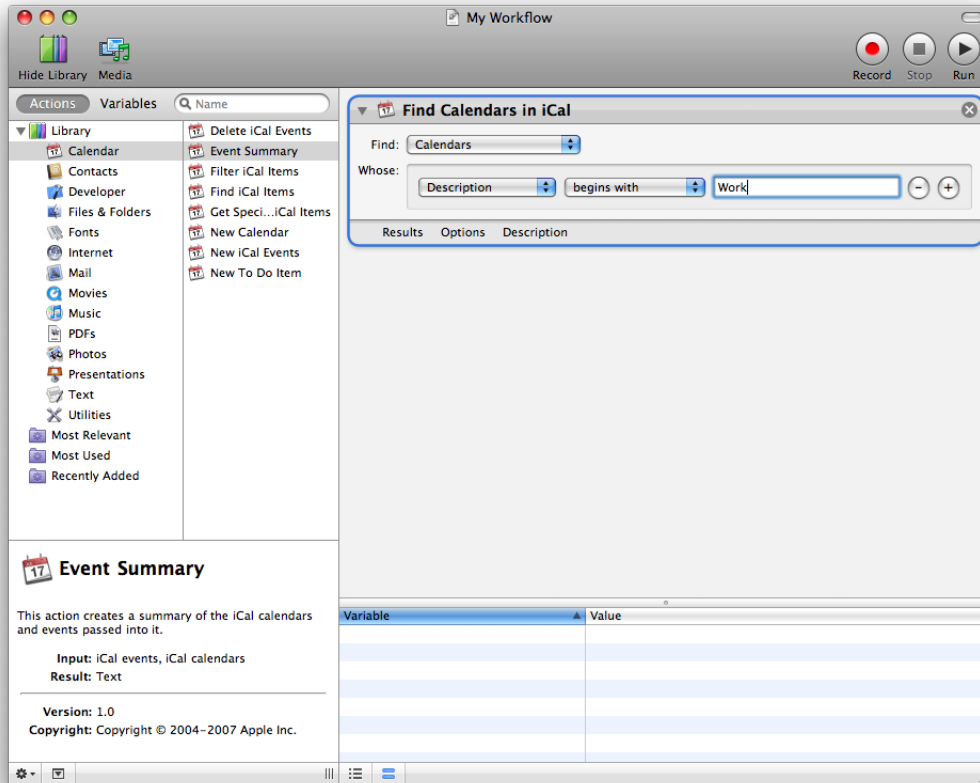 My Workflow
Hide Library
Media
Record
Stop
Run
Actions
Variables
Name
Library
Calendar
Contacts
Developer
Files & Folders
Fonts
Internet
Mail
Movies
Music
PDFs
Photos
Presentations
Text
Utilities
Most Relevant
Most Used
Recently Added
Delete iCal Events
Event Summary
Filter iCal Items
Find iCal Items
Get Speci...iCal Items
New Calendar
New iCal Events
New To Do Item
Find Calendars in iCal
Find: Calendars
Whose:
Description begins with Work
Results Options Description
17 Event Summary
This action creates a summary of the iCal calendars
and events passed into it.
Input: iCal events, iCal calendars
Result: Text
Version: 1.0
Copyright: Copyright © 2004-2007 Apple Inc.
Variable Value